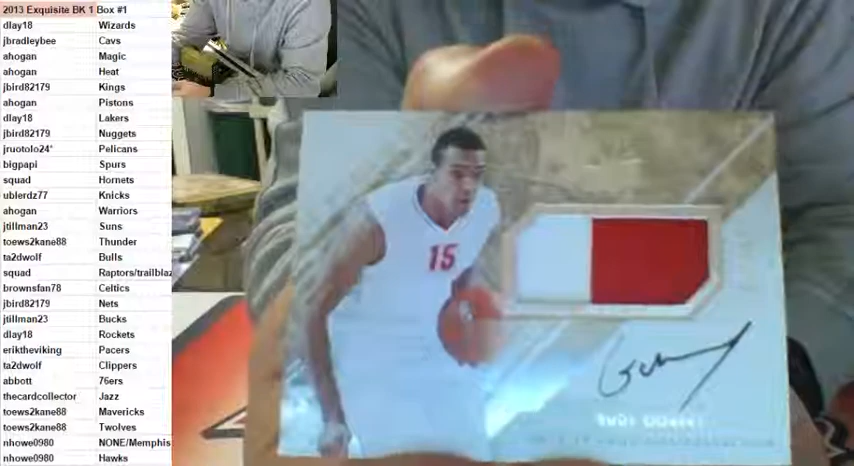 2013 Exquisite BK 1 Box #1
dlay18 Wizards
jbradleybee Cavs
ahogan Magic
ahogan Heat
jbird82179 Kings
ahogan Pistons
dlay18 Lakers
jbird82179 Nuggets
jruotolo24* Pelicans
bigpapi Spurs
squad Hornets
ublerdz77 Knicks
ahogan Warriors
jtillman23 Suns
toews2kane88 Thunder
ta2dwolf Bulls
squad Raptors/trailblaz
brownsfan78 Celtics
jbird82179 Nets
jtillman23 Bucks
dlay18 Rockets
eriktheviking Pacers
ta2dwolf Clippers
abbott 76ers
thecardcollector Jazz
toews2kane88 Mavericks
toews2kane88 Twolves
nhowe0980 NONE/Memphis
nhowe0980 Hawks
15